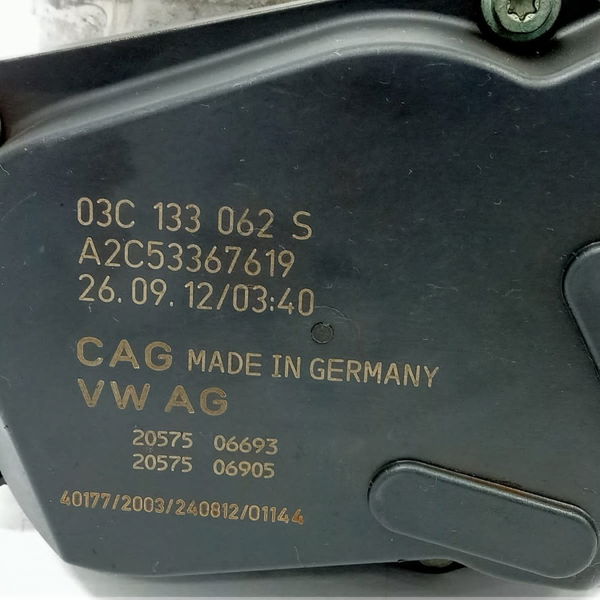 03C 133 062 S
A2C53367619
26.09.12/03:40
CAG MADE IN GERMANY
VW AG
20575 06693
20575 06905
40177/2003/240812/01144